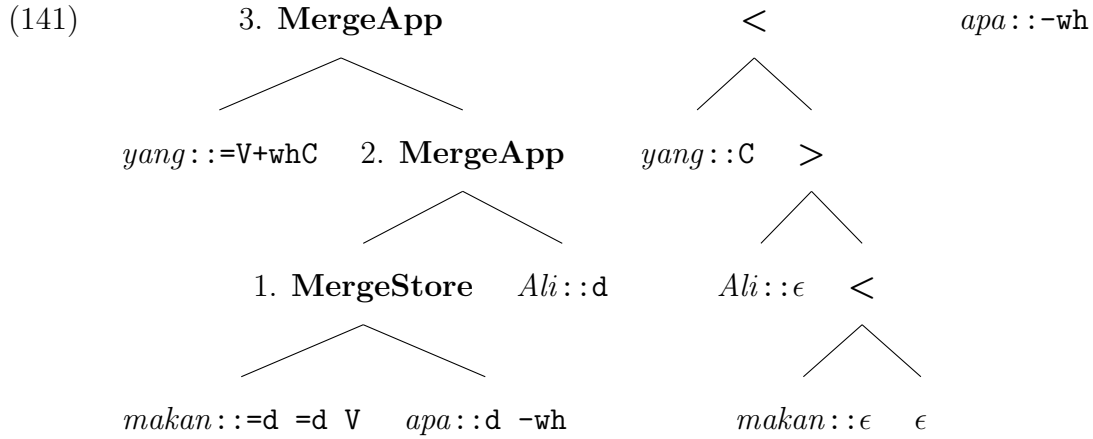 (141) 3. MergeApp < apa::-wh
yang::=V+whC 2. MergeApp yang::C >
1. MergeStore Ali::d Ali::ϵ <
makan::=d =d V apa::d -wh makan::ϵ ϵ